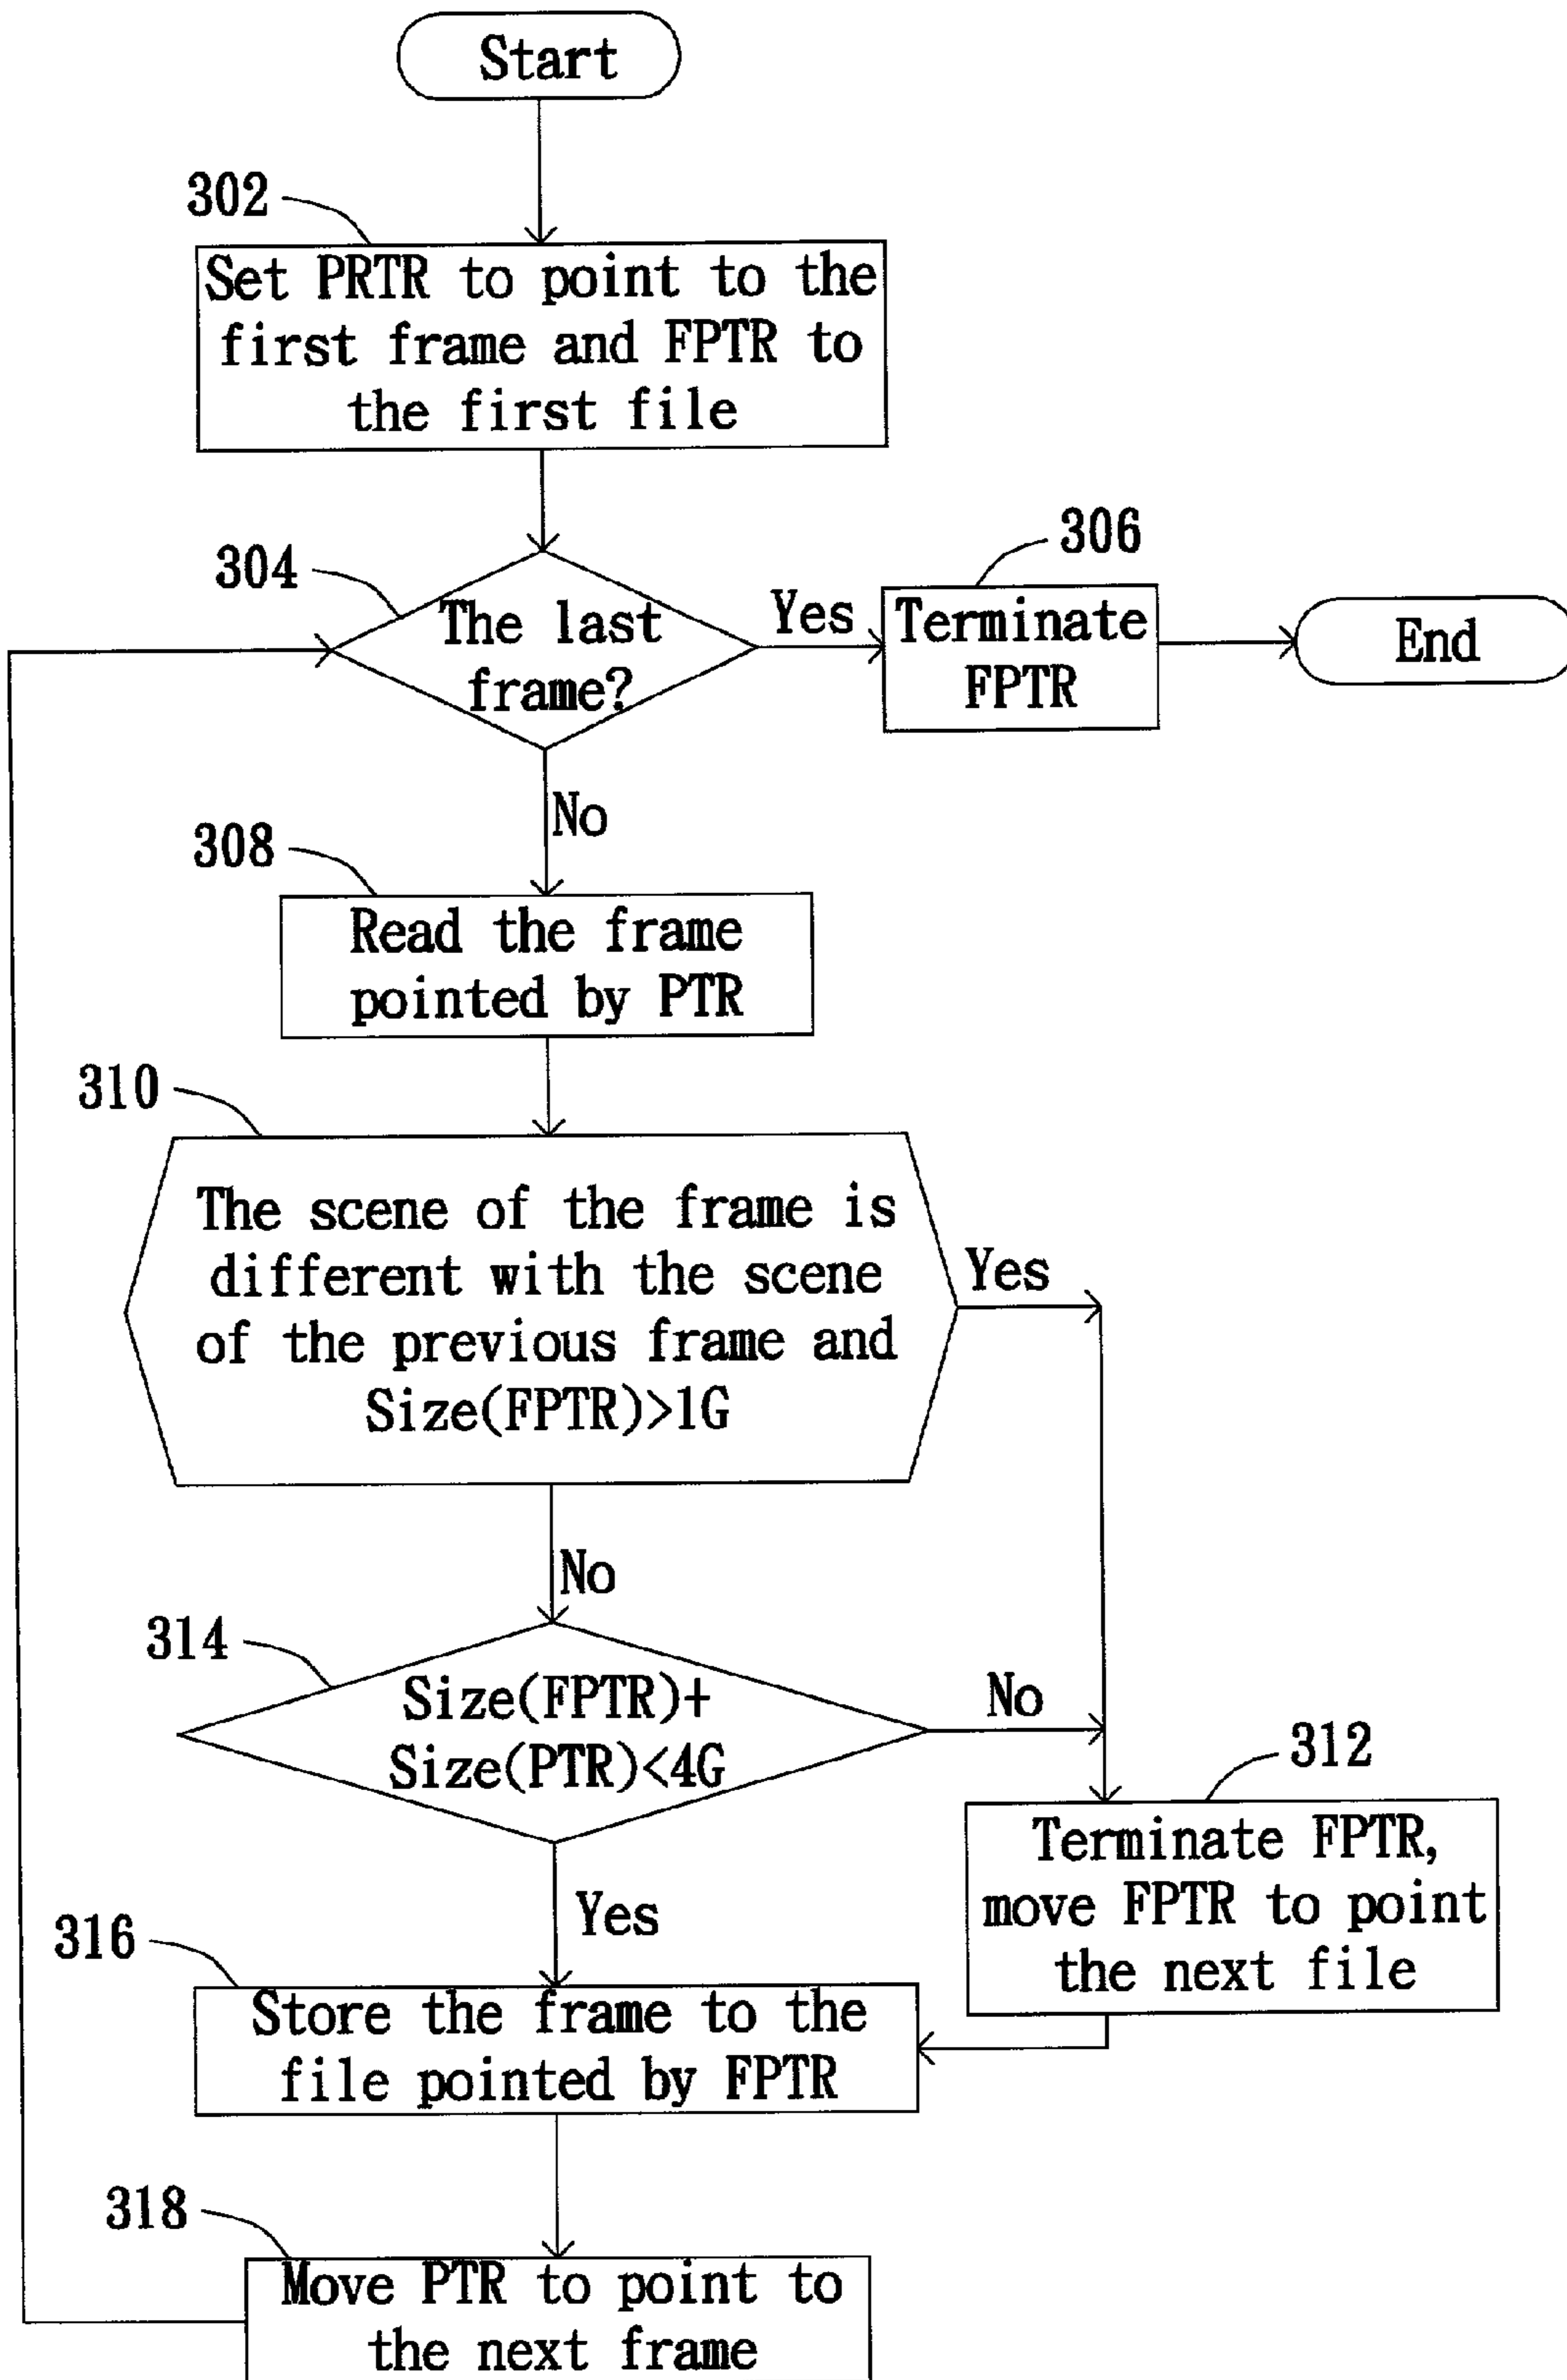 Start
302
Set PRTR to point to the
first frame and FPTR to
the first file
304
The last
frame?
Yes
306
Terminate
FPTR
End
No
308
Read the frame
pointed by PTR
310
The scene of the frame is
different with the scene
of the previous frame and
Size(FPTR)>1G
Yes
No
314
Size(FPTR)+
Size(PTR)<4G
No
312
Terminate FPTR,
move FPTR to point
the next file
Yes
316
Store the frame to the
file pointed by FPTR
318
Move PTR to point to
the next frame